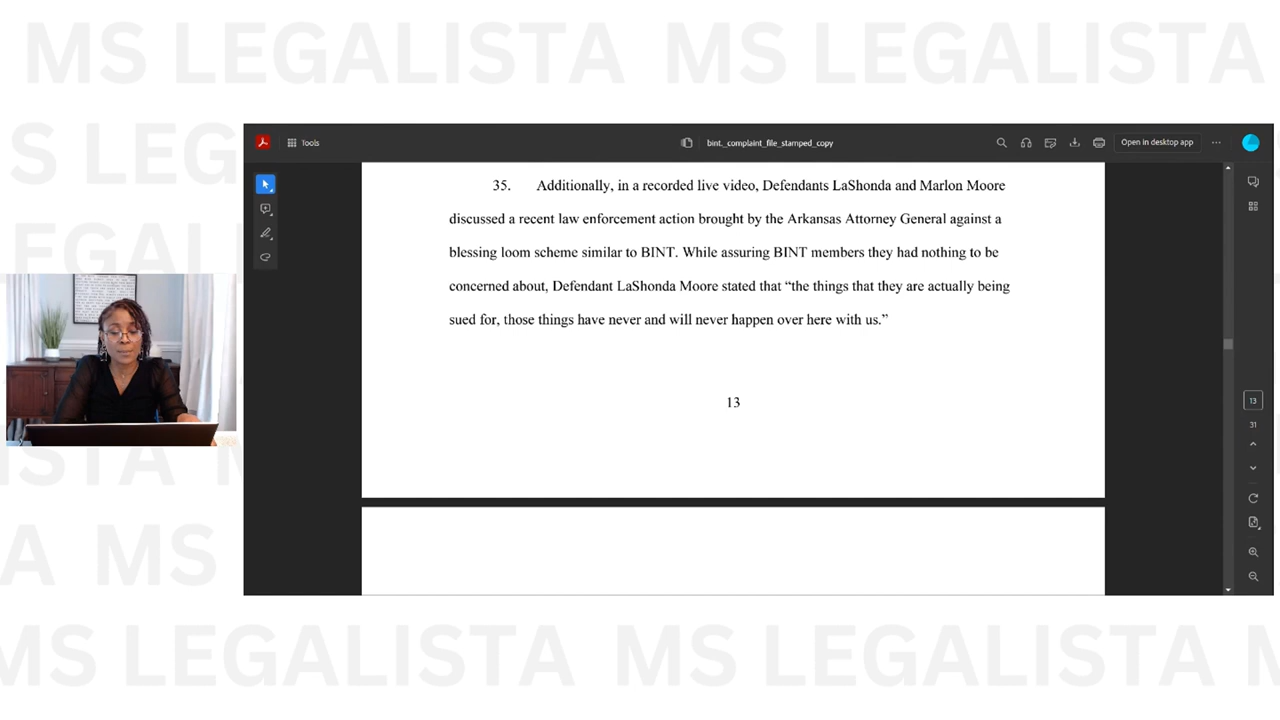 MS LEGALISTA MS LEGALISTA
S LEG
EGAL
ISTA M
A MS
MS LEGALISTA MS LEGALISTA
Tools
bint._complaint_file_stamped_copy
Open in desktop app
35. Additionally, in a recorded live video, Defendants LaShonda and Marlon Moore
discussed a recent law enforcement action brought by the Arkansas Attorney General against a
blessing loom scheme similar to BINT. While assuring BINT members they had nothing to be
concerned about, Defendant LaShonda Moore stated that “the things that they are actually being
sued for, those things have never and will never happen over here with us.”
13
13
31